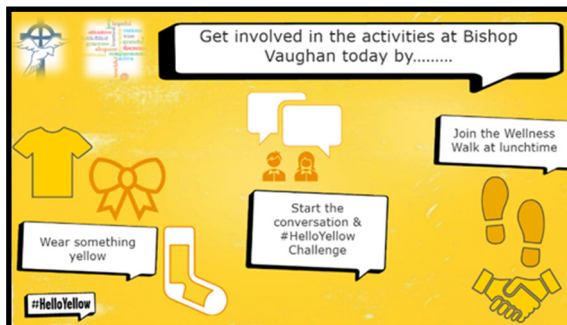 Get involved in the activities at Bishop
Vaughan today by.........
Join the Wellness
Walk at lunchtime
Start the
conversation &
#HelloYellow
Challenge
Wear something
yellow
#HelloYellow